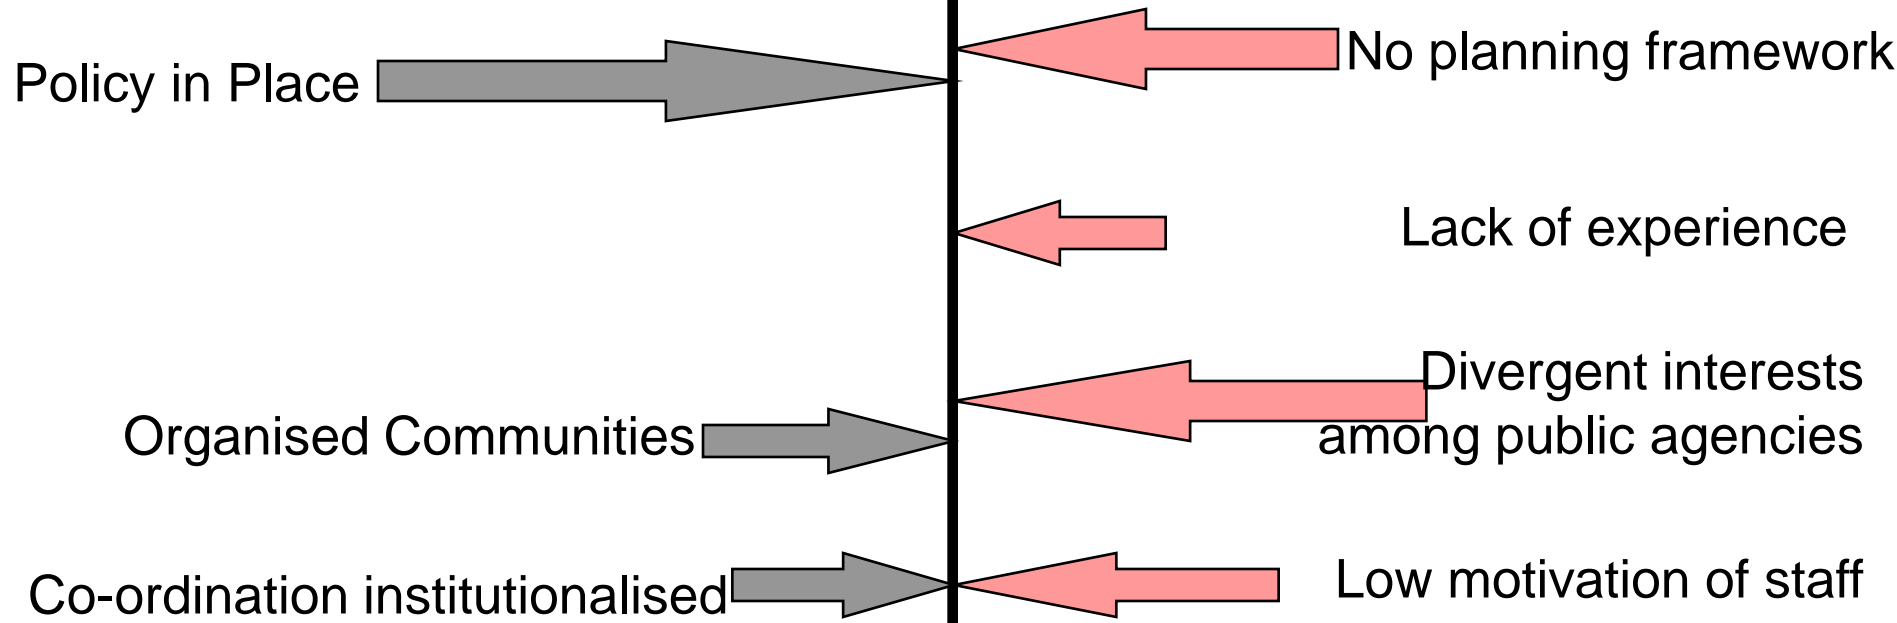 Policy in Place
No planning framework
Lack of experience
Divergent interests
among public agencies
Organised Communities
Co-ordination institutionalised
Low motivation of staff